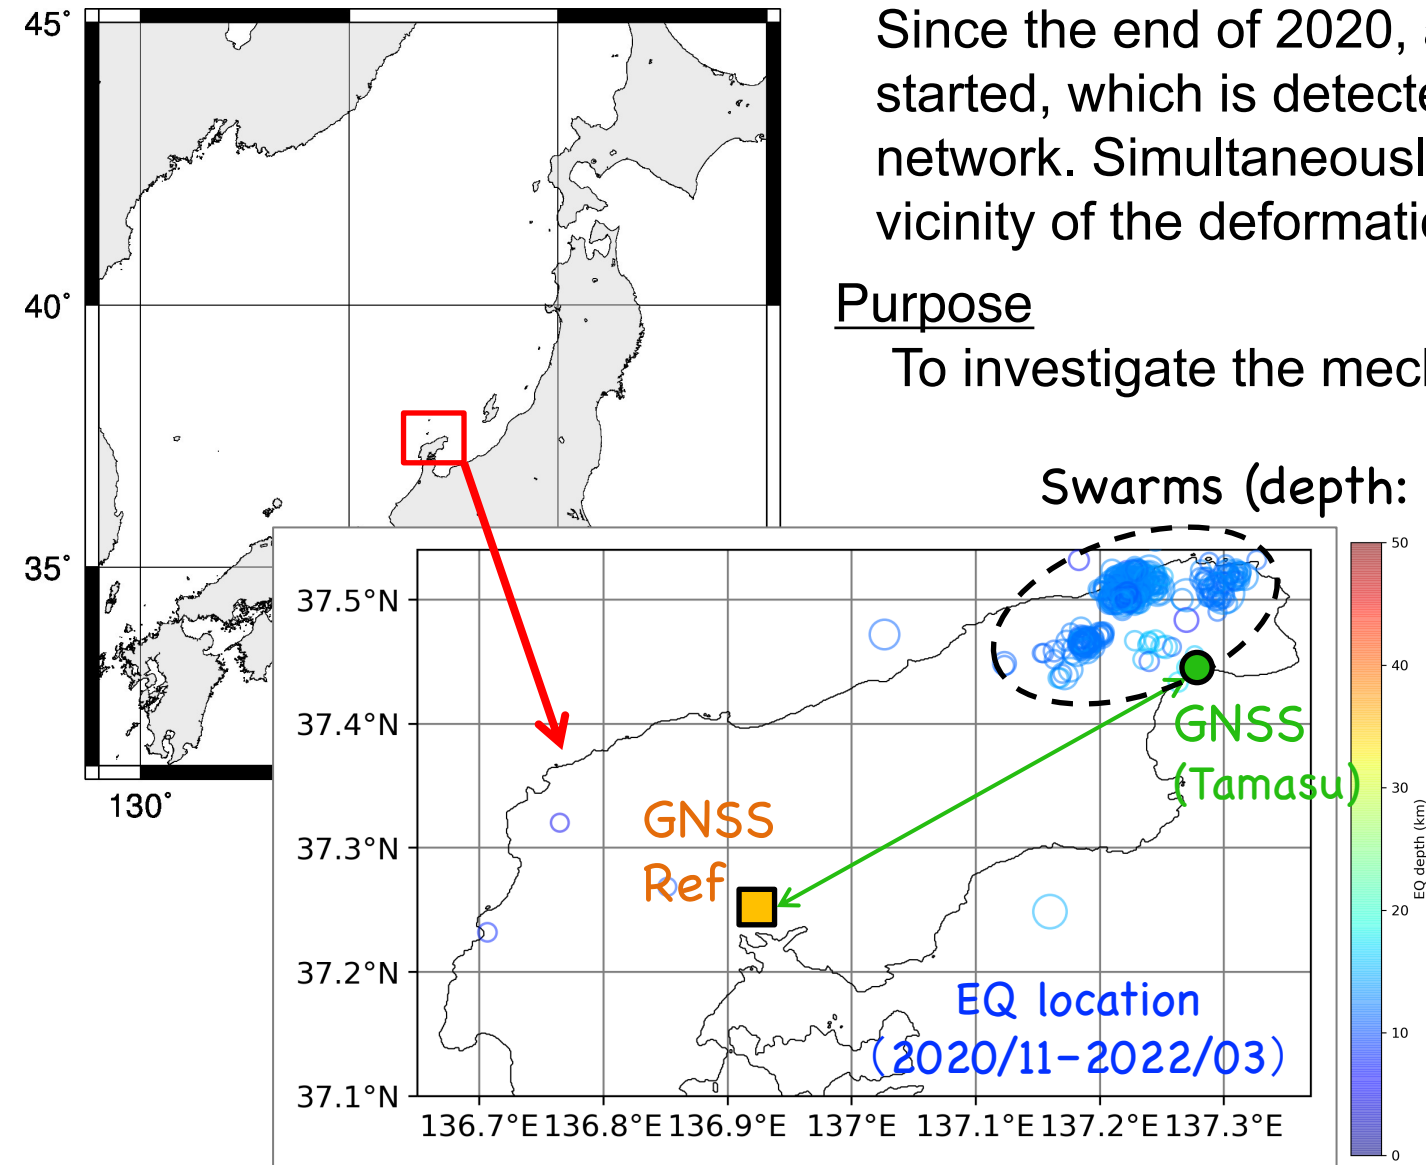 Since the end of 2020,
started, which is detecte
network. Simultaneousl
vicinity of the deformati
Purpose
To investigate the mec
Swarms (depth:
45°
40°
35°
130°
37.5°N
37.4°N
37.3°N
37.2°N
37.1°N
136.7°E 136.8°E 136.9°E 137°E 137.1°E 137.2°E 137.3°E
GNSS
(Tamasu)
GNSS
Ref
EQ location
(2020/11-2022/03)
50
40
30
20
10
0
EQ depth (km)